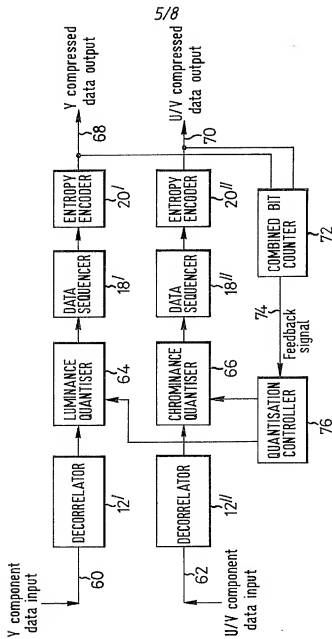 5/8
Y component
data input
60
DECORRELATOR
12'
LUMINANCE
QUANTISER
64
DATA
SEQUENCER
18'
ENTROPY
ENCODER
20'
68
Y compressed
data output
U/V component
data input
62
DECORRELATOR
12"
CHROMINANCE
QUANTISER
66
DATA
SEQUENCER
18"
ENTROPY
ENCODER
20"
70
U/V compressed
data output
QUANTISATION
CONTROLLER
76
74
Feedback
signal
COMBINED BIT
COUNTER
72